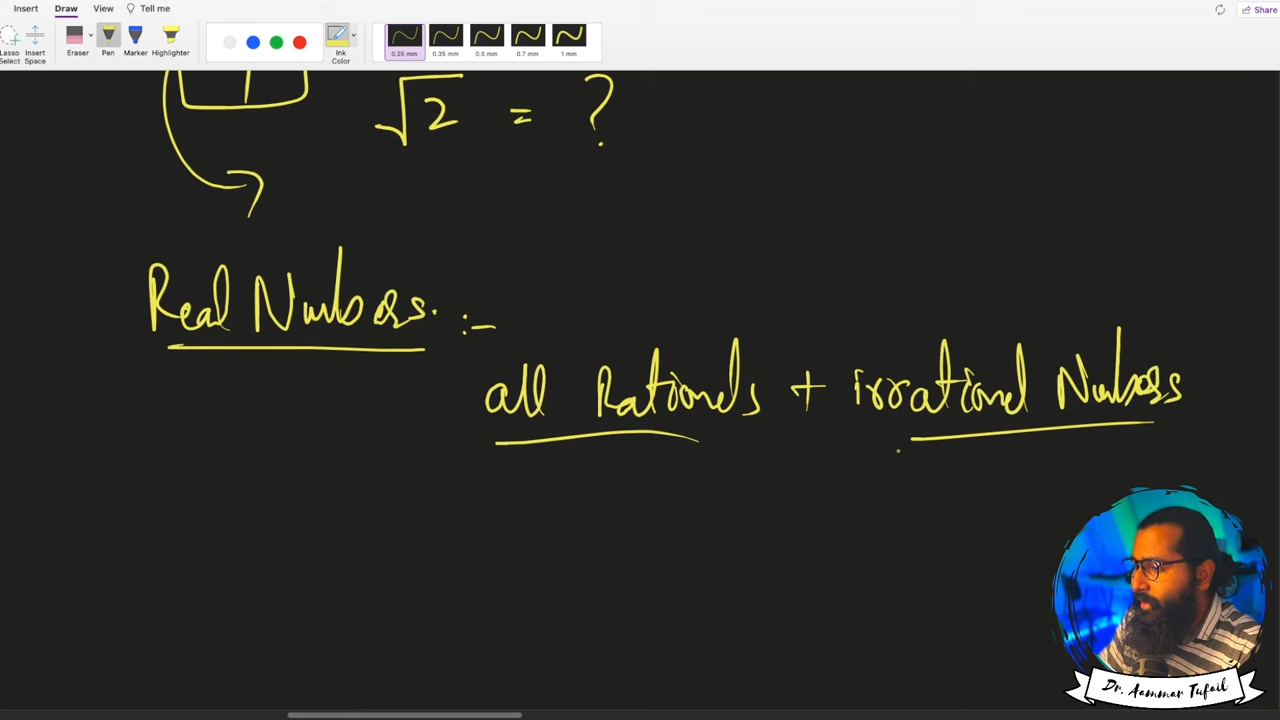 Insert Draw View Tell me
Share
Lasso Select
Insert Space
Eraser
Pen
Marker
Highlighter
Ink Color
0.25 mm
0.35 mm
0.5 mm
0.7 mm
1 mm
√2 = ?
Real Numbers. :-
all Rationals + irrational Numbers
Dr. Aammar Tufail